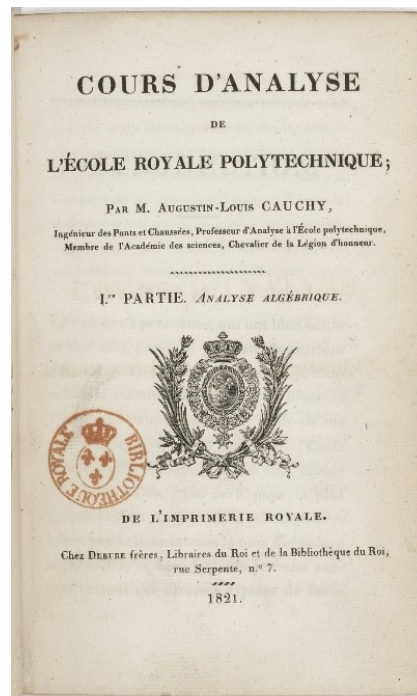 COURS D'ANALYSE
DE
L'ÉCOLE ROYALE POLYTECHNIQUE;
PAR M. AUGUSTIN-LOUIS CAUCHY,
Ingénieur des Ponts et Chaussées, Professeur d'Analyse à l'École polytechnique,
Membre de l'Académie des sciences, Chevalier de la Légion d'honneur.
I.re PARTIE. ANALYSE ALGÉBRIQUE.
BIBLIOTHÈQUE ROYALE
DE L'IMPRIMERIE ROYALE.
Chez DEBURE frères, Libraires du Roi et de la Bibliothèque du Roi,
rue Serpente, n.º 7.
1821.